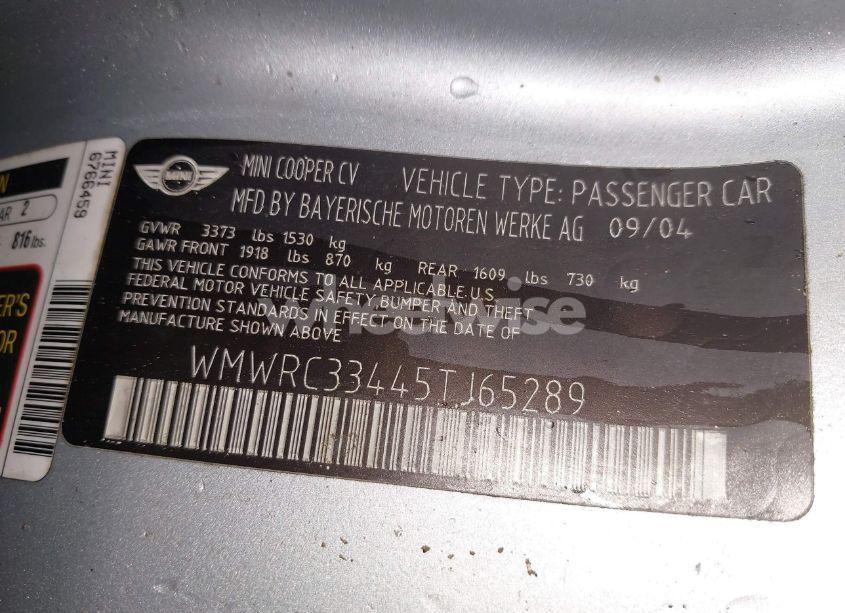 MINI
MINI COOPER CV VEHICLE TYPE: PASSENGER CAR
MFD.BY BAYERISCHE MOTOREN WERKE AG 09/04
GVWR 3373 lbs 1530 kg
GAWR FRONT 1918 lbs 870 kg REAR 1609 lbs 730 kg
THIS VEHICLE CONFORMS TO ALL APPLICABLE U.S.
FEDERAL MOTOR VEHICLE SAFETY, BUMPER AND THEFT
PREVENTION STANDARDS IN EFFECT ON THE DATE OF
MANUFACTURE SHOWN ABOVE
WMWRC33445TJ65289
MINI
6766459
2
816 lbs.
wheelwise